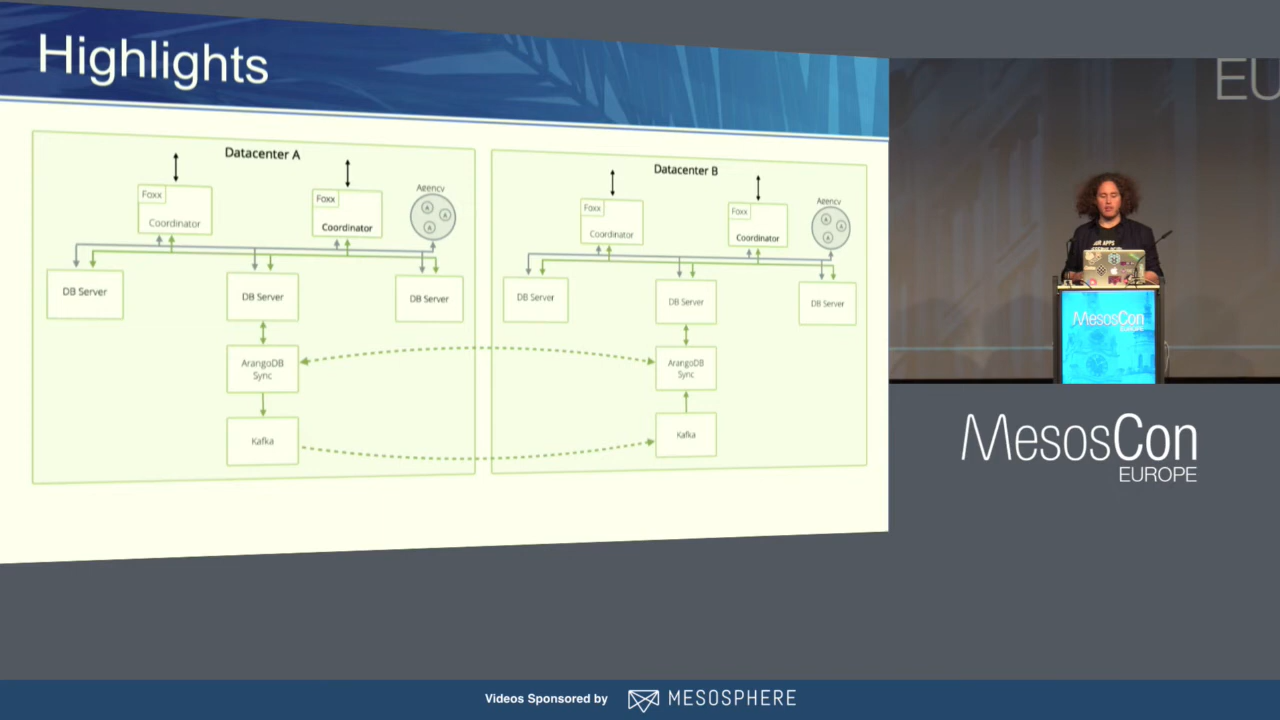 Highlights
Datacenter A
Foxx
Coordinator
Foxx
Coordinator
Agency
A
A
A
DB Server
DB Server
DB Server
ArangoDB
Sync
Kafka
Datacenter B
Foxx
Coordinator
Foxx
Coordinator
Agency
A
A
A
DB Server
DB Server
DB Server
ArangoDB
Sync
Kafka
EU
MesosCon
EUROPE
MesosCon
EUROPE
Videos Sponsored by
MESOSPHERE